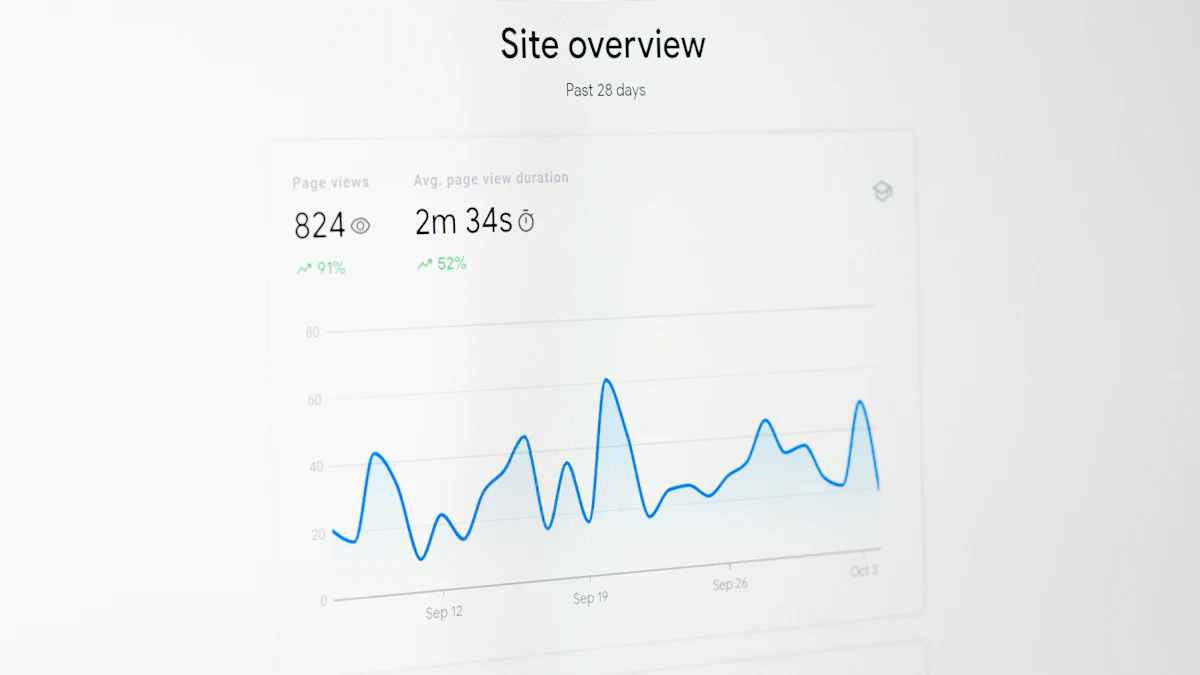 Site overview
Past 28 days
Page views
Avg. page view duration
824
2m 34s
91%
52%
80
60
40
20
0
Sep 12
Sep 19
Sep 26
Oct 3